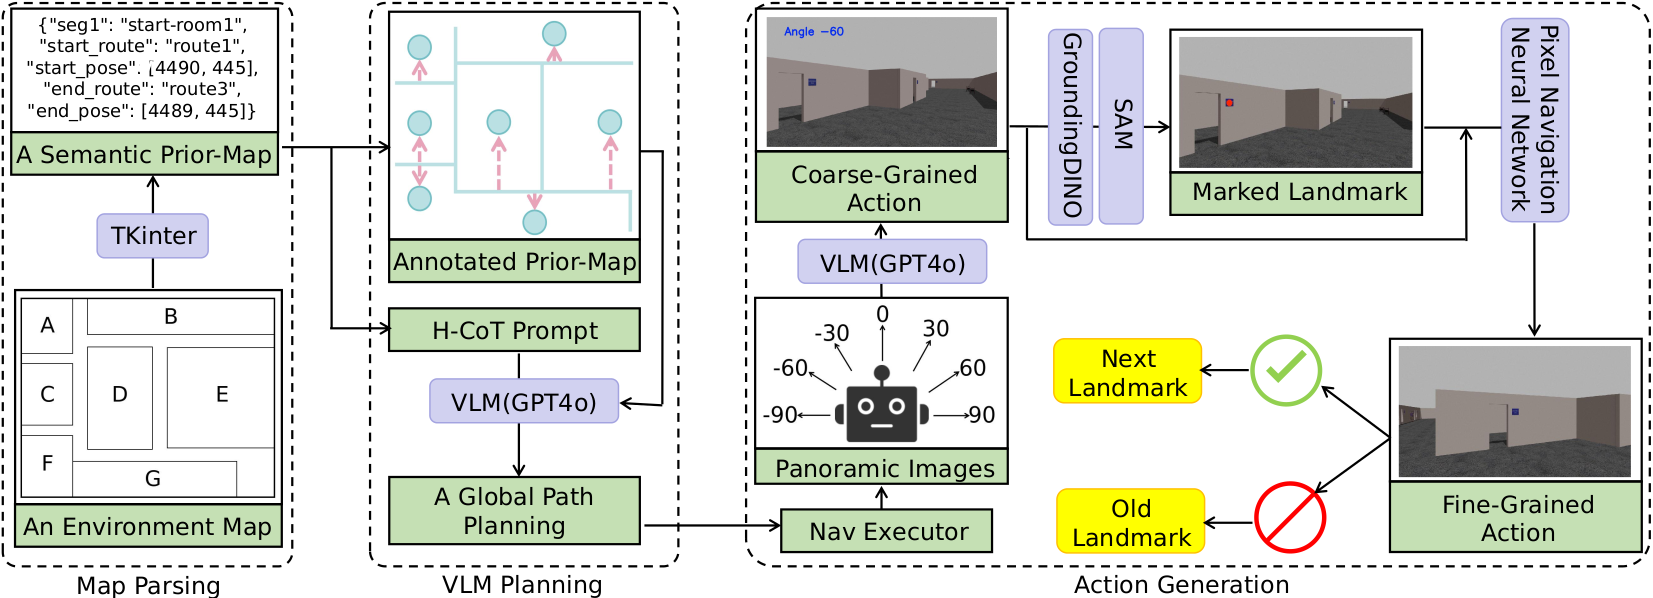 {"seg1": "start-room1",
"start_route": "route1",
"start_pose". [4490, 445],
"end_route": "route3",
"end_pose": [4489, 445]}
A Semantic Prior-Map
TKinter
A
B
C
D
E
F
G
An Environment Map
Map Parsing
Annotated Prior-Map
H-CoT Prompt
VLM(GPT4o)
A Global Path
Planning
VLM Planning
Angle -60
Coarse-Grained
Action
VLM(GPT4o)
-90
-60
-30
0
30
60
90
Panoramic Images
Nav Executor
GroundingDINO
SAM
Marked Landmark
Pixel Navigation
Neural Network
Next
Landmark
Old
Landmark
Fine-Grained
Action
Action Generation